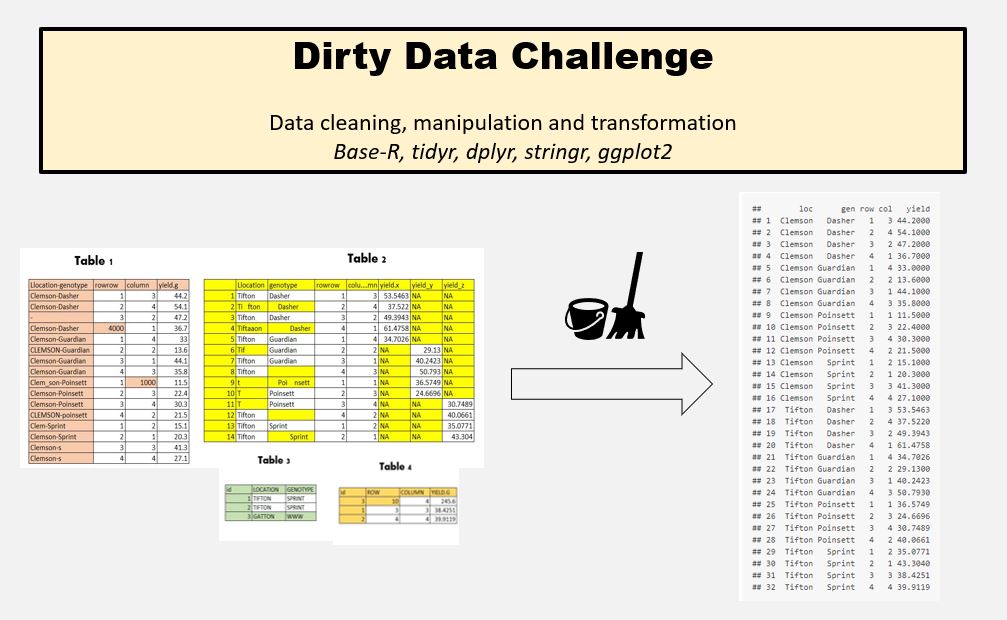 Dirty Data Challenge
Data cleaning, manipulation and transformation
Base-R, tidyr, dplyr, stringr, ggplot2
Table 1
Llocation-genotype rowrow column yield.g
Clemson-Dasher 1 3 44.2
Clemson-Dasher 2 4 54.1
- 3 2 47.2
Clemson-Dasher 4000 1 36.7
Clemson-Guardian 1 4 33
CLEMSON-Guardian 2 2 13.6
Clemson-Guardian 3 1 44.1
Clemson-Guardian 4 3 35.8
Clem_son-Poinsett 1 1000 11.5
Clemson-Poinsett 2 3 22.4
Clemson-Poinsett 3 4 30.3
CLEMSON-poinsett 4 2 21.5
Clem-Sprint 1 2 15.1
Clemson-Sprint 2 1 20.3
Clemson-s 3 3 41.3
Clemson-s 4 4 27.1
Table 2
Llocation genotype rowrow colu...mn yield.x yield_y yield_z
1 Tifton Dasher 1 3 53.5463 NA NA
2 Ti fton Dasher 2 4 37.522 NA NA
3 Tifton Dasher 3 2 49.3943 NA NA
4 Tiftaaon Dasher 4 1 61.4758 NA NA
5 Tifton Guardian 1 4 34.7026 NA NA
6 Tif Guardian 2 2 NA 29.13 NA
7 Tifton Guardian 3 1 NA 40.2423 NA
8 Tifton 4 3 NA 50.793 NA
9 t Poi nsett 1 1 NA 36.5749 NA
10 T Poinsett 2 3 NA 24.6696 NA
11 T Poinsett 3 4 NA NA 30.7489
12 Tifton 4 2 NA NA 40.0661
13 Tifton Sprint 1 2 NA NA 35.0771
14 Tifton Sprint 2 1 NA NA 43.304
Table 3
id LOCATION GENOTYPE
1 TIFTON SPRINT
2 TIFTON SPRINT
3 GATTON WWW
Table 4
id ROW COLUMN YIELD.G
3 10 4 245.6
1 3 3 38.4251
2 4 4 39.9119
## loc gen row col yield
## 1 Clemson Dasher 1 3 44.2000
## 2 Clemson Dasher 2 4 54.1000
## 3 Clemson Dasher 3 2 47.2000
## 4 Clemson Dasher 4 1 36.7000
## 5 Clemson Guardian 1 4 33.0000
## 6 Clemson Guardian 2 2 13.6000
## 7 Clemson Guardian 3 1 44.1000
## 8 Clemson Guardian 4 3 35.8000
## 9 Clemson Poinsett 1 1 11.5000
## 10 Clemson Poinsett 2 3 22.4000
## 11 Clemson Poinsett 3 4 30.3000
## 12 Clemson Poinsett 4 2 21.5000
## 13 Clemson Sprint 1 2 15.1000
## 14 Clemson Sprint 2 1 20.3000
## 15 Clemson Sprint 3 3 41.3000
## 16 Clemson Sprint 4 4 27.1000
## 17 Tifton Dasher 1 3 53.5463
## 18 Tifton Dasher 2 4 37.5220
## 19 Tifton Dasher 3 2 49.3943
## 20 Tifton Dasher 4 1 61.4758
## 21 Tifton Guardian 1 4 34.7026
## 22 Tifton Guardian 2 2 29.1300
## 23 Tifton Guardian 3 1 40.2423
## 24 Tifton Guardian 4 3 50.7930
## 25 Tifton Poinsett 1 1 36.5749
## 26 Tifton Poinsett 2 3 24.6696
## 27 Tifton Poinsett 3 4 30.7489
## 28 Tifton Poinsett 4 2 40.0661
## 29 Tifton Sprint 1 2 35.0771
## 30 Tifton Sprint 2 1 43.3040
## 31 Tifton Sprint 3 3 38.4251
## 32 Tifton Sprint 4 4 39.9119